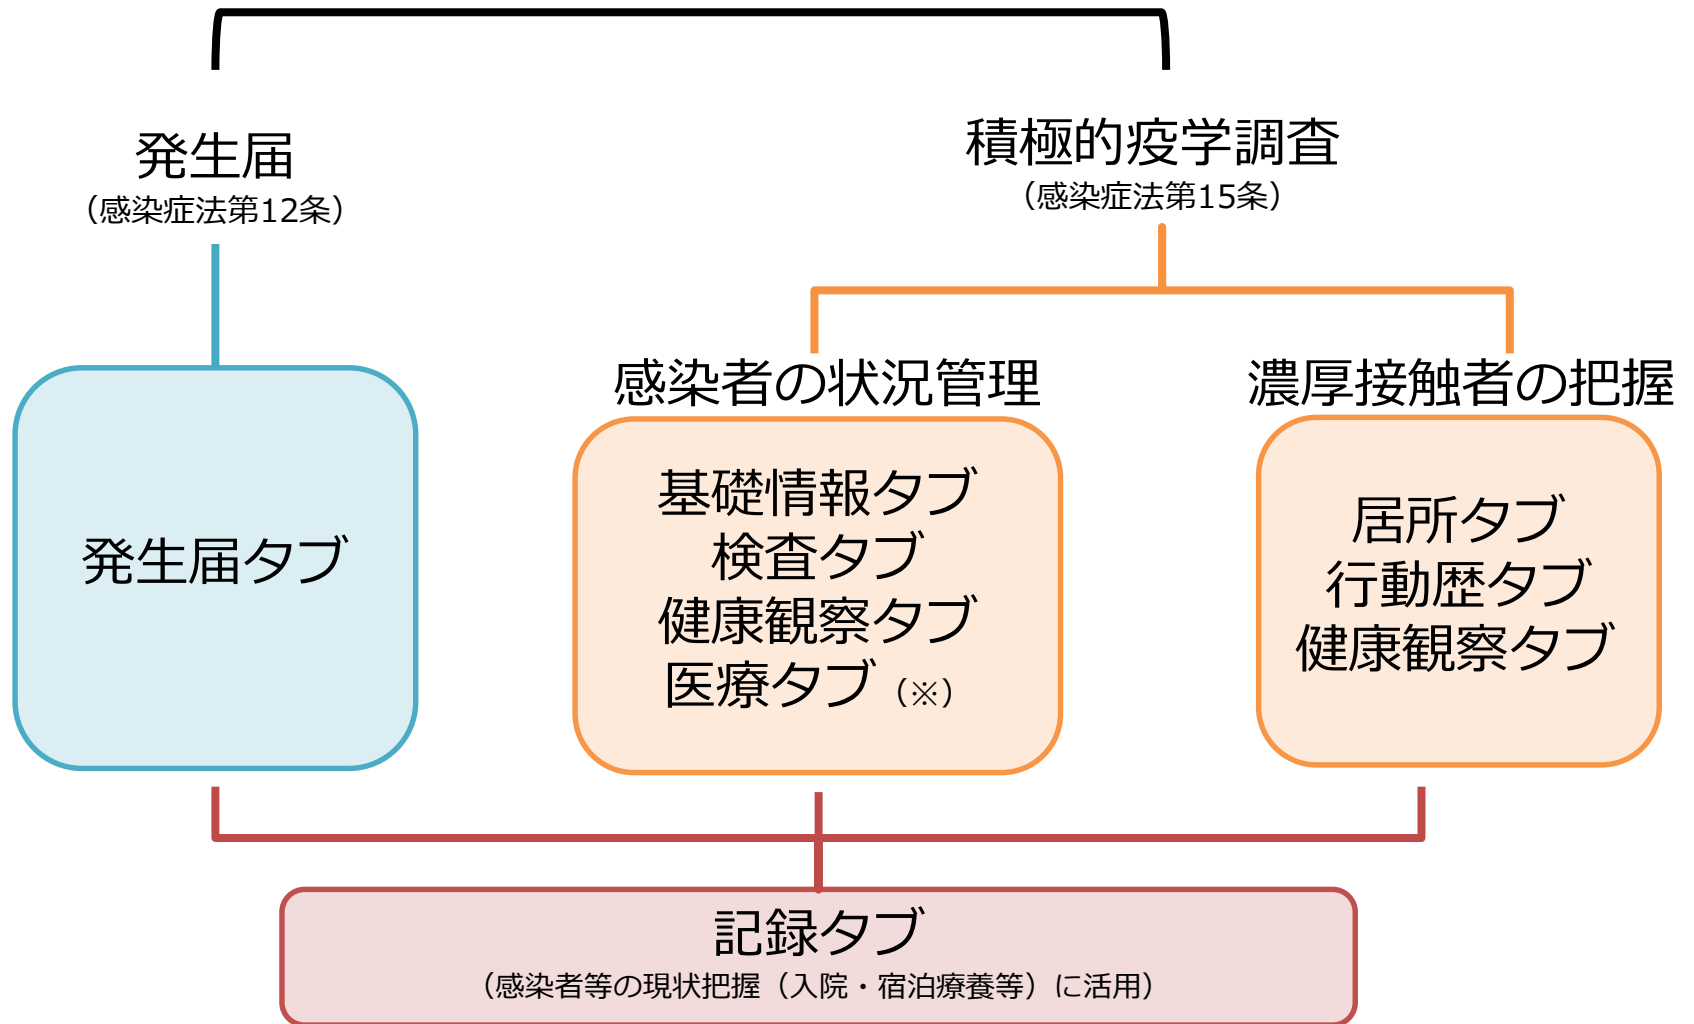 発生届
（感染症法第12条）
積極的疫学調査
（感染症法第15条）
発生届タブ
感染者の状況管理
基礎情報タブ
検査タブ
健康観察タブ
医療タブ（※）
濃厚接触者の把握
居所タブ
行動歴タブ
健康観察タブ
記録タブ
（感染者等の現状把握（入院・宿泊療養等）に活用）